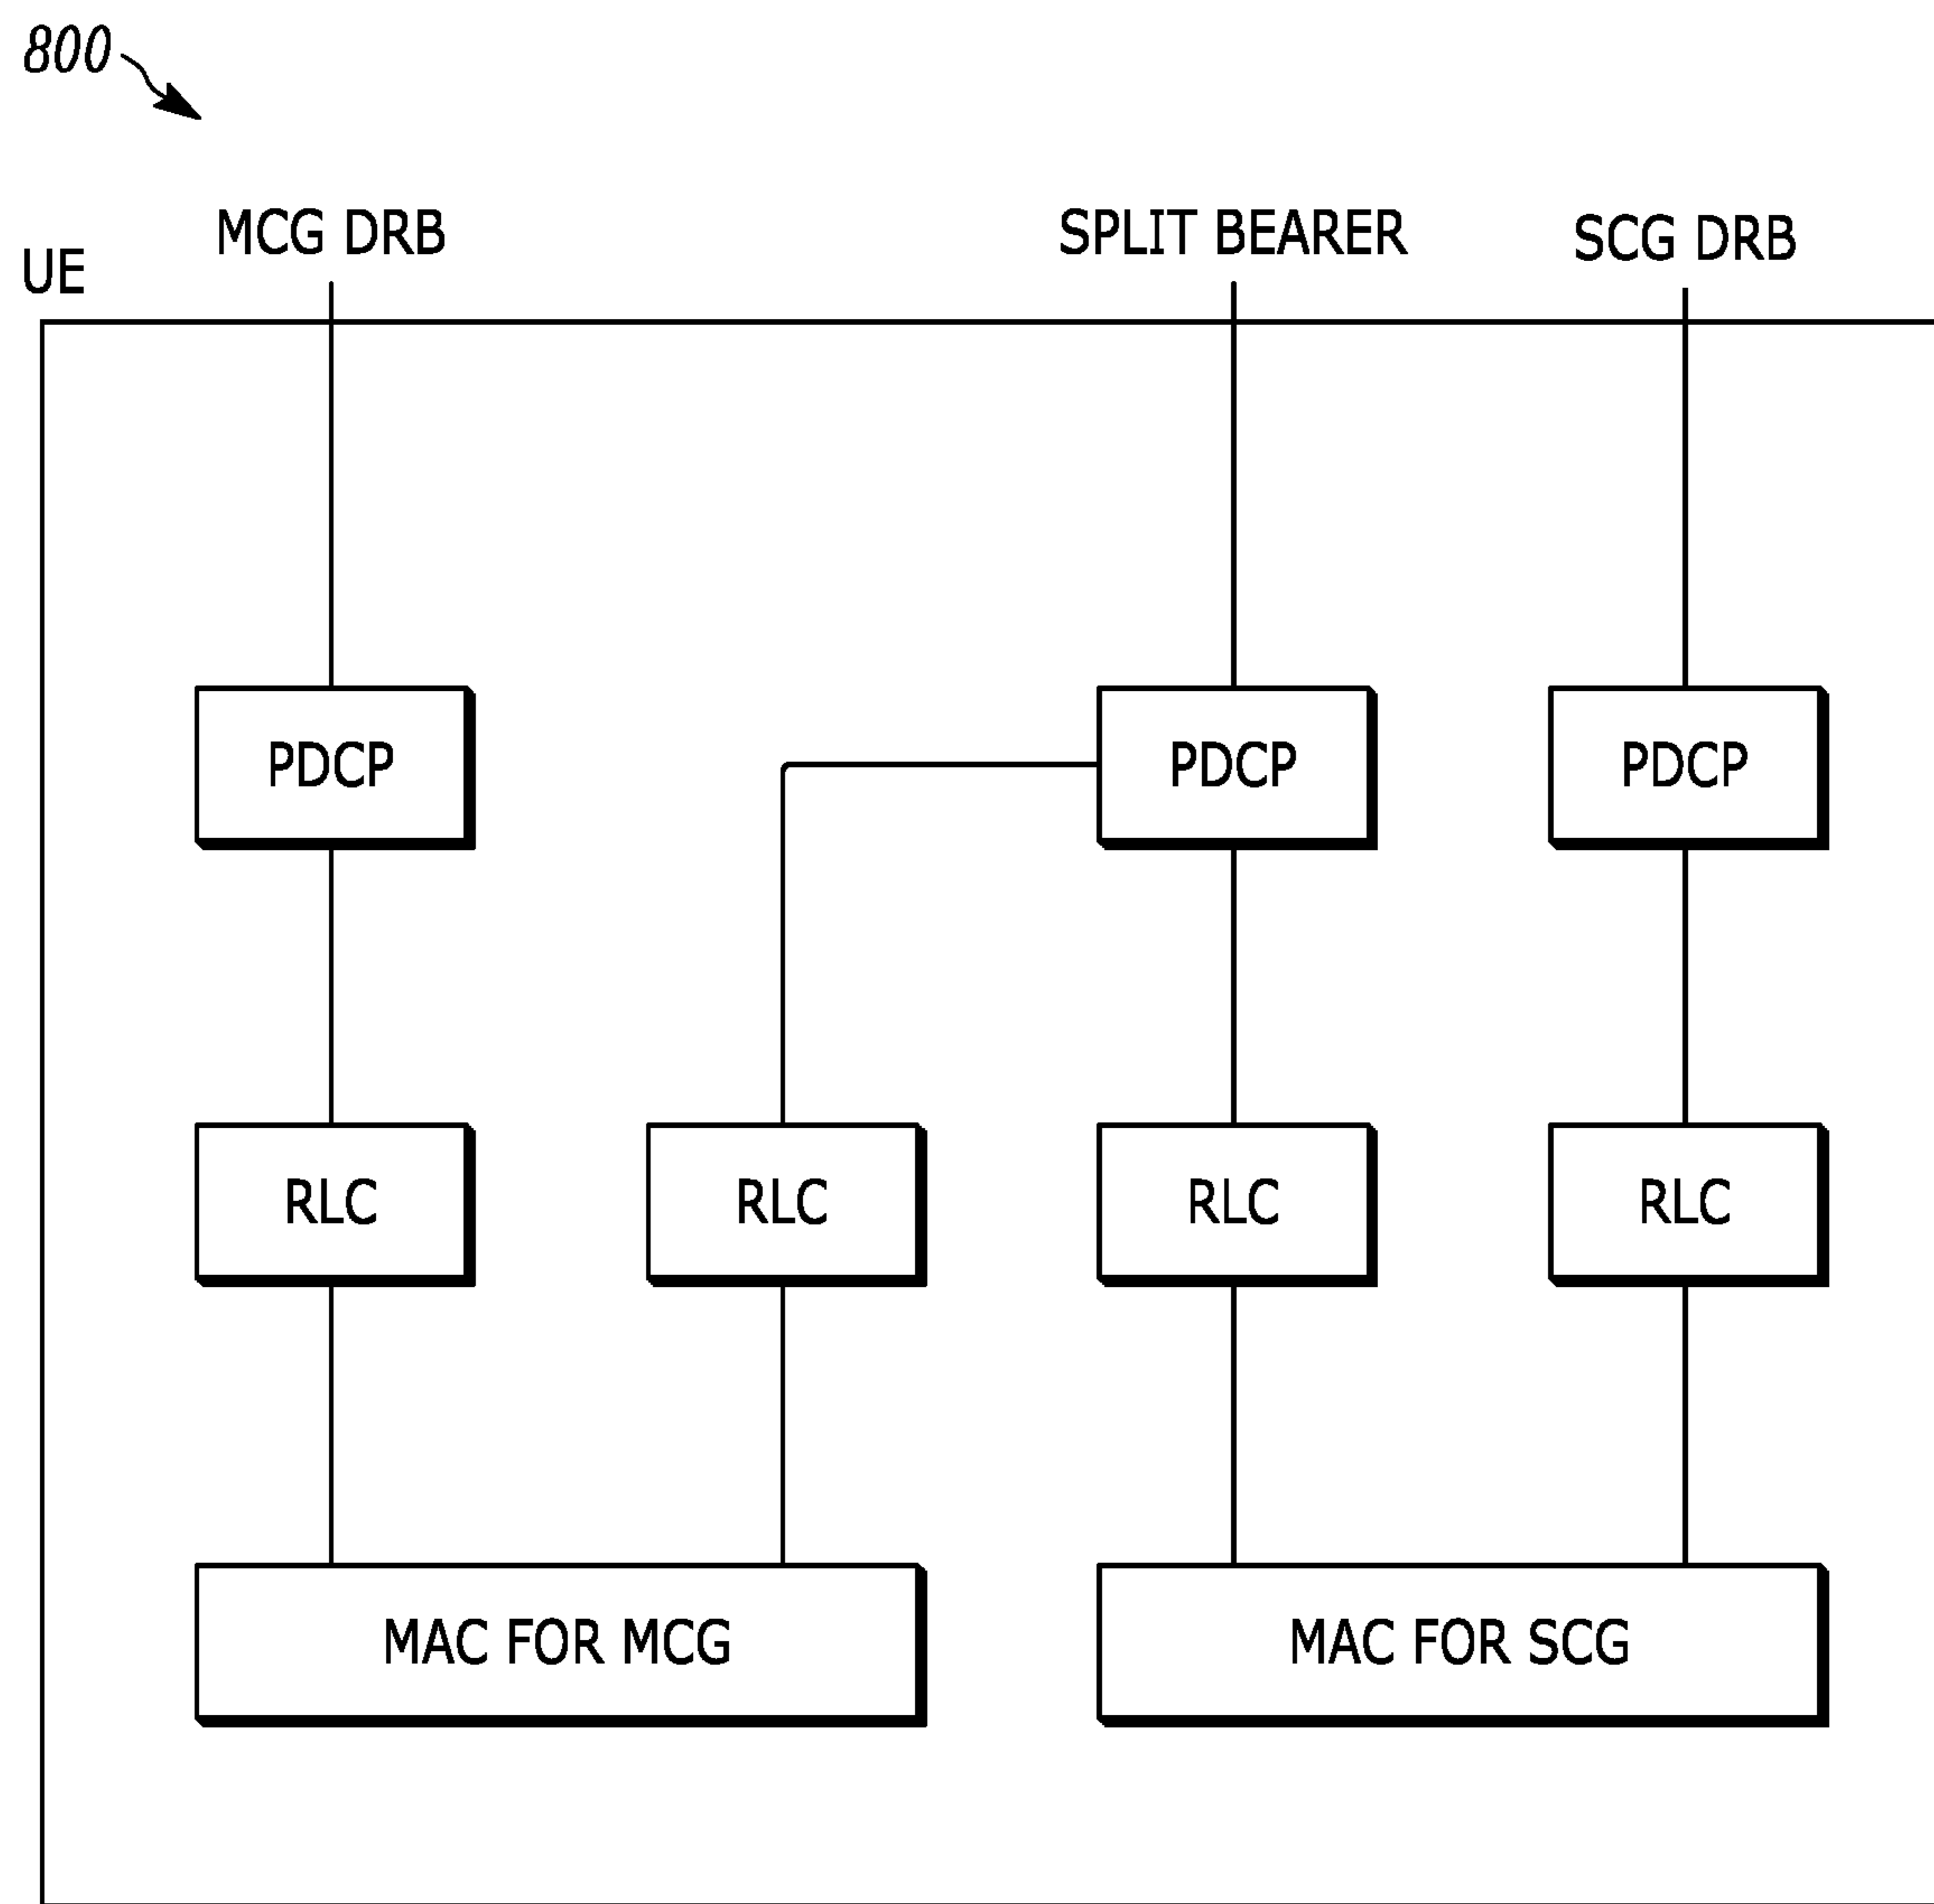 800
MCG DRB
SPLIT BEARER
SCG DRB
UE
PDCP
PDCP
PDCP
RLC
RLC
RLC
RLC
MAC FOR MCG
MAC FOR SCG